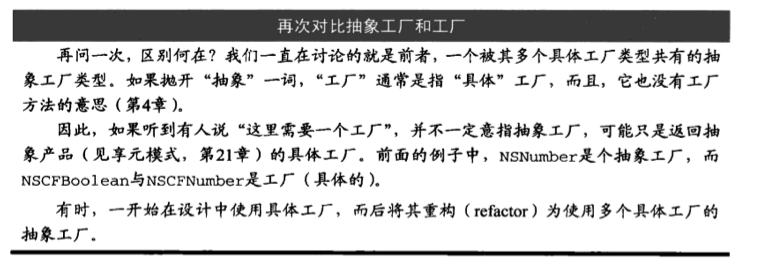 再次对比抽象工厂和工厂
再问一次，区别何在？我们一直在讨论的就是前者，一个被其多个具体工厂类型共有的抽
象工厂类型。如果抛开“抽象”一词，“工厂”通常是指“具体”工厂，而且，它也没有工厂
方法的意思（第4章）。
因此，如果听到有人说“这里需要一个工厂”，并不一定意指抽象工厂，可能只是返回抽
象产品（见享元模式，第21章）的具体工厂。前面的例子中，NSNumber是个抽象工厂，而
NSCFBoolean与NSCFNumber是工厂（具体的）。
有时，一开始在设计中使用具体工厂，而后将其重构（refactor）为使用多个具体工厂的
抽象工厂。